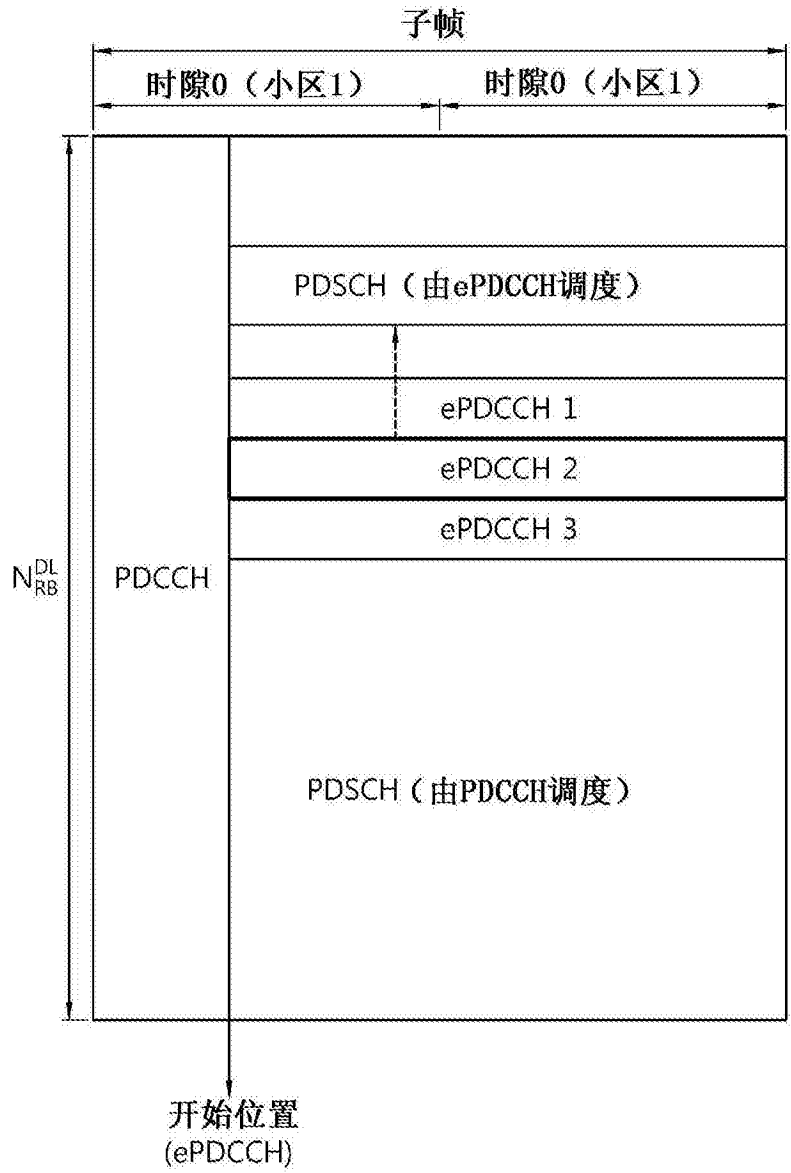 子帧
时隙0（小区1）
时隙0（小区1）
PDSCH（由ePDCCH调度）
ePDCCH 1
ePDCCH 2
ePDCCH 3
N_RB^DL
PDCCH
PDSCH（由PDCCH调度）
开始位置
(ePDCCH)